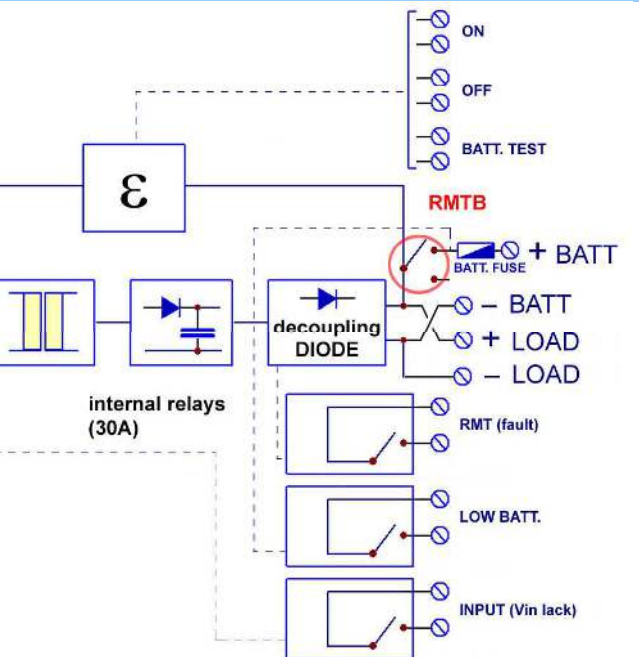 ON
OFF
BATT. TEST
ε
RMTB
+ BATT
BATT. FUSE
− BATT
decoupling
DIODE
+ LOAD
− LOAD
internal relays
(30A)
RMT (fault)
LOW BATT.
INPUT (Vin lack)